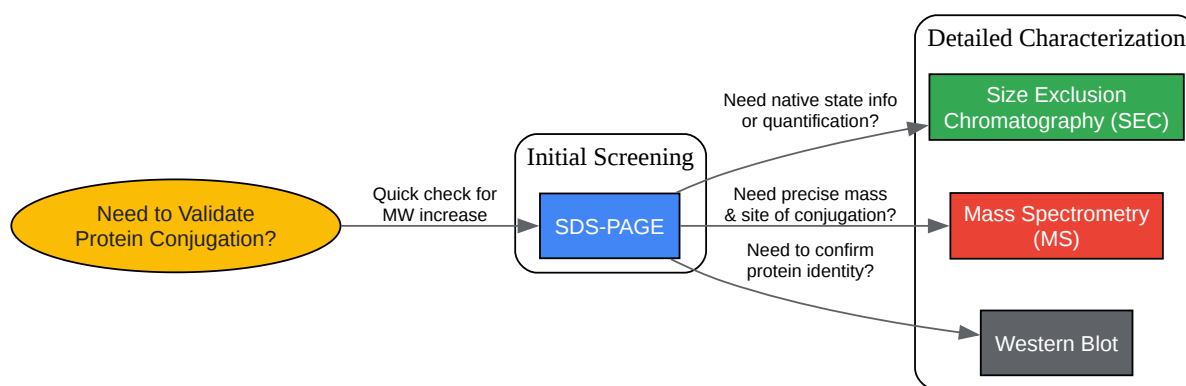 Need to Validate
Protein Conjugation?
Quick check for
MW increase
Initial Screening
SDS-PAGE
Need native state info
or quantification?
Need precise mass
& site of conjugation?
Need to confirm
protein identity?
Detailed Characterization
Size Exclusion
Chromatography (SEC)
Mass Spectrometry
(MS)
Western Blot